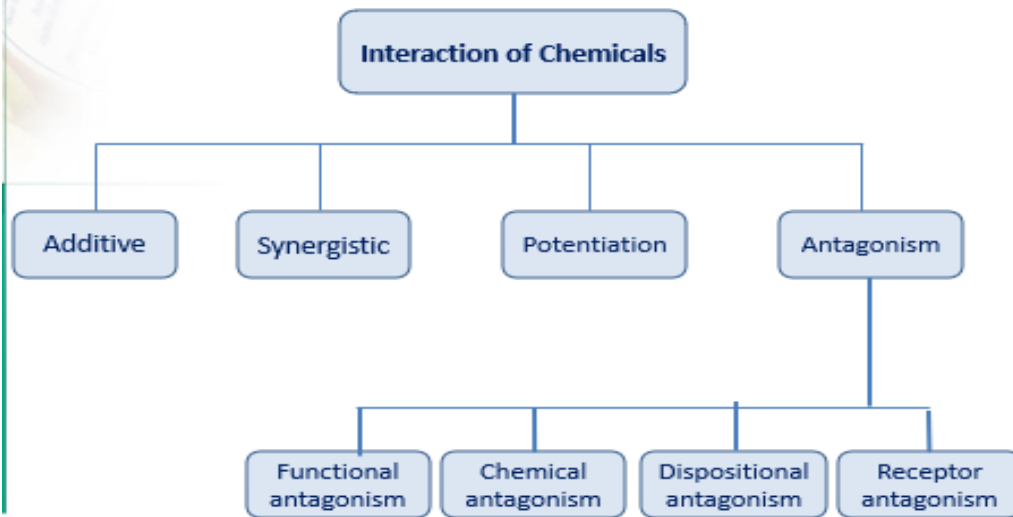 Interaction of Chemicals
Additive
Synergistic
Potentiation
Antagonism
Functional
antagonism
Chemical
antagonism
Dispositional
antagonism
Receptor
antagonism